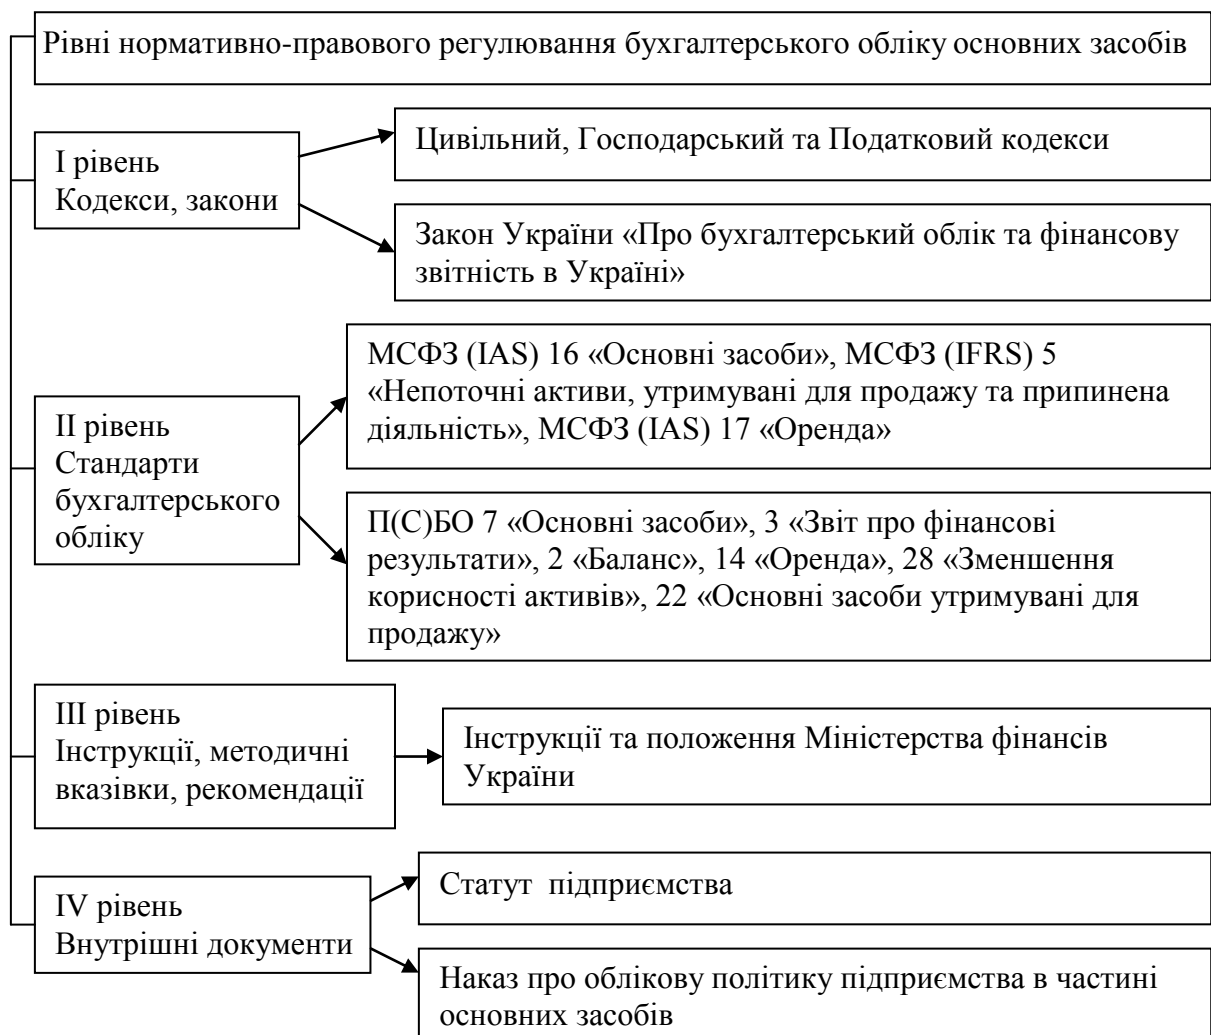 Рівні нормативно-правового регулювання бухгалтерського обліку основних засобів
І рівень
Кодекси, закони
Цивільний, Господарський та Податковий кодекси
Закон України «Про бухгалтерський облік та фінансову
звітність в Україні»
ІІ рівень
Стандарти
бухгалтерського
обліку
МСФЗ (IAS) 16 «Основні засоби», МСФЗ (IFRS) 5
«Непоточні активи, утримувані для продажу та припинена
діяльність», МСФЗ (IAS) 17 «Оренда»
П(С)БО 7 «Основні засоби», 3 «Звіт про фінансові
результати», 2 «Баланс», 14 «Оренда», 28 «Зменшення
корисності активів», 22 «Основні засоби утримувані для
продажу»
ІІІ рівень
Інструкції, методичні
вказівки, рекомендації
Інструкції та положення Міністерства фінансів
України
IV рівень
Внутрішні документи
Статут підприємства
Наказ про облікову політику підприємства в частині
основних засобів